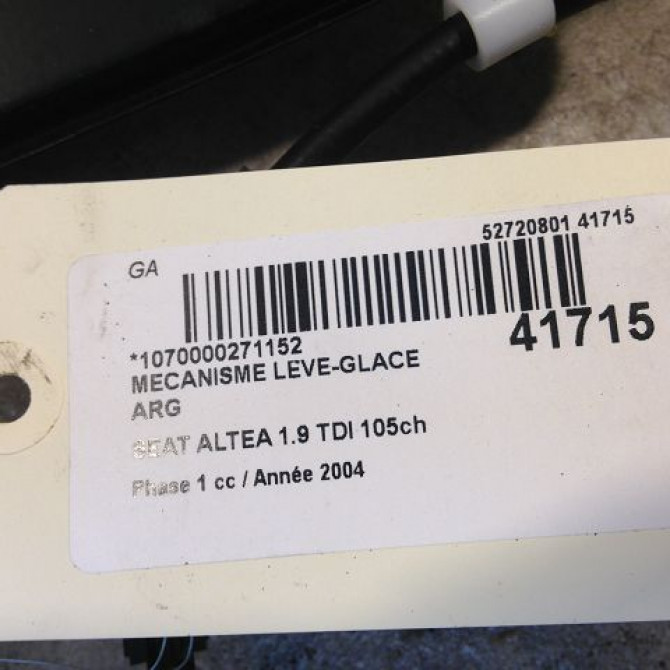 52720801 41715
GA
*1070000271152
41715
MECANISME LEVE-GLACE
ARG
SEAT ALTEA 1.9 TDI 105ch
Phase 1 cc / Année 2004